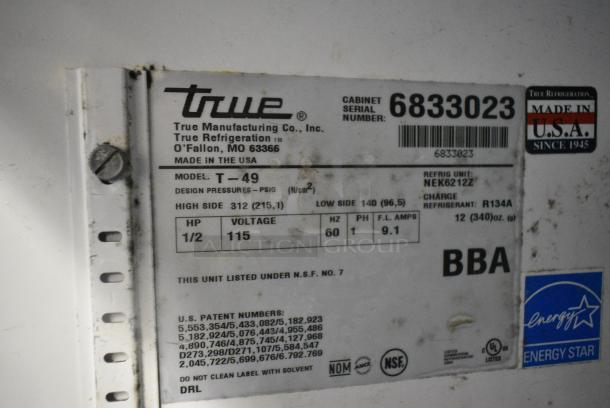 True ®
True Manufacturing Co., Inc.
True Refrigeration TM
O'Fallon, MO 63366
MADE IN THE USA
CABINET
SERIAL
NUMBER: 6833023
6833023
MODEL: T-49
DESIGN PRESSURES-PSIG (N/cm²)
HIGH SIDE 312 (215,1) LOW SIDE 140 (96,5)
REFRIG UNIT:
NEK6212Z
CHARGE
REFRIGERANT: R134A
12 (340)oz. (g)
HP VOLTAGE HZ PH F.L. AMPS
1/2 115 60 1 9.1
THIS UNIT LISTED UNDER N.S.F. NO. 7
BBA
U.S. PATENT NUMBERS:
5,553,354/5,433,082/5,182,923
5,182,924/5,076,443/4,955,486
4,890,746/4,875,745/4,127,968
D273,298/D271,107/5,584,547
2,045,722/5,699,676/6.792.769
DO NOT CLEAN LABEL WITH SOLVENT
DRL
NOM
NSF
UL
TRUE REFRIGERATION
MADE IN
U.S.A.
SINCE 1945
energy
ENERGY STAR
AUCTION GROUP